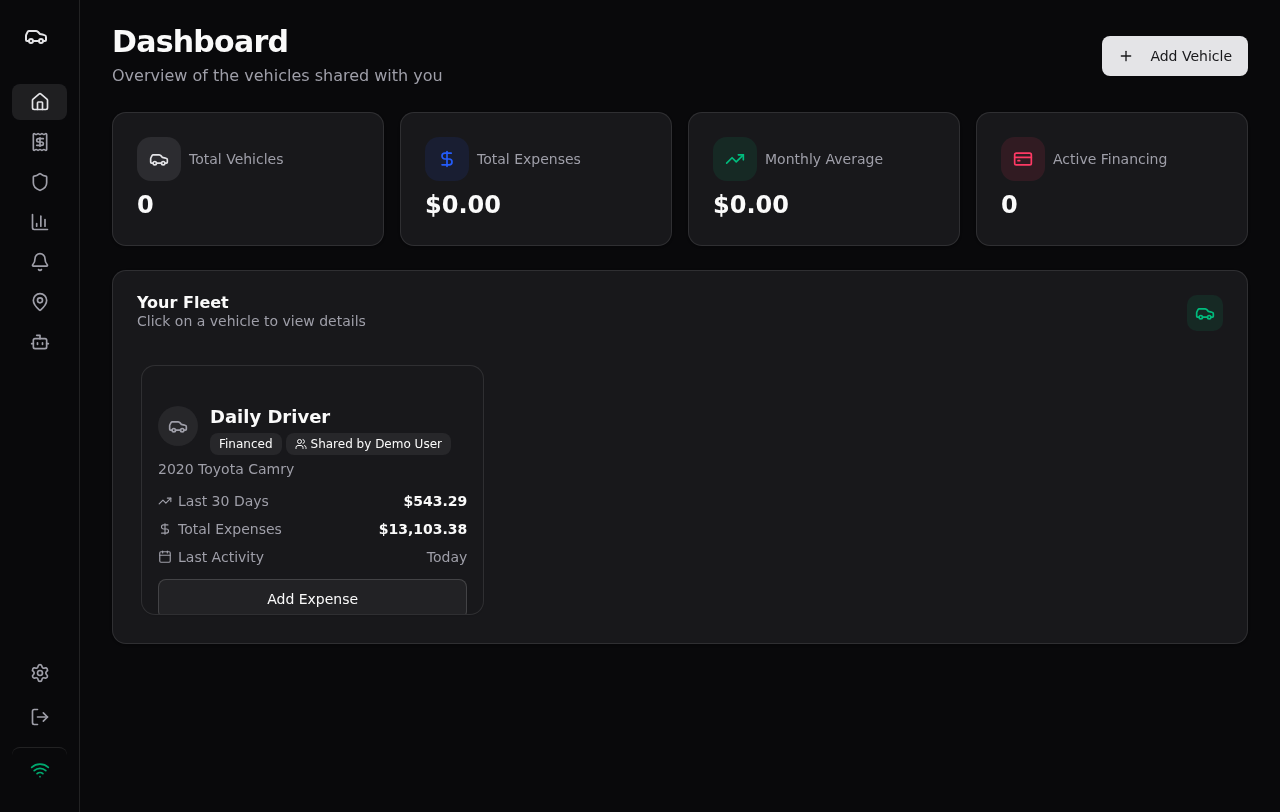 Dashboard
Overview of the vehicles shared with you
Add Vehicle
Total Vehicles
0
Total Expenses
$0.00
Monthly Average
$0.00
Active Financing
0
Your Fleet
Click on a vehicle to view details
Daily Driver
Financed
Shared by Demo User
2020 Toyota Camry
Last 30 Days $543.29
Total Expenses $13,103.38
Last Activity Today
Add Expense